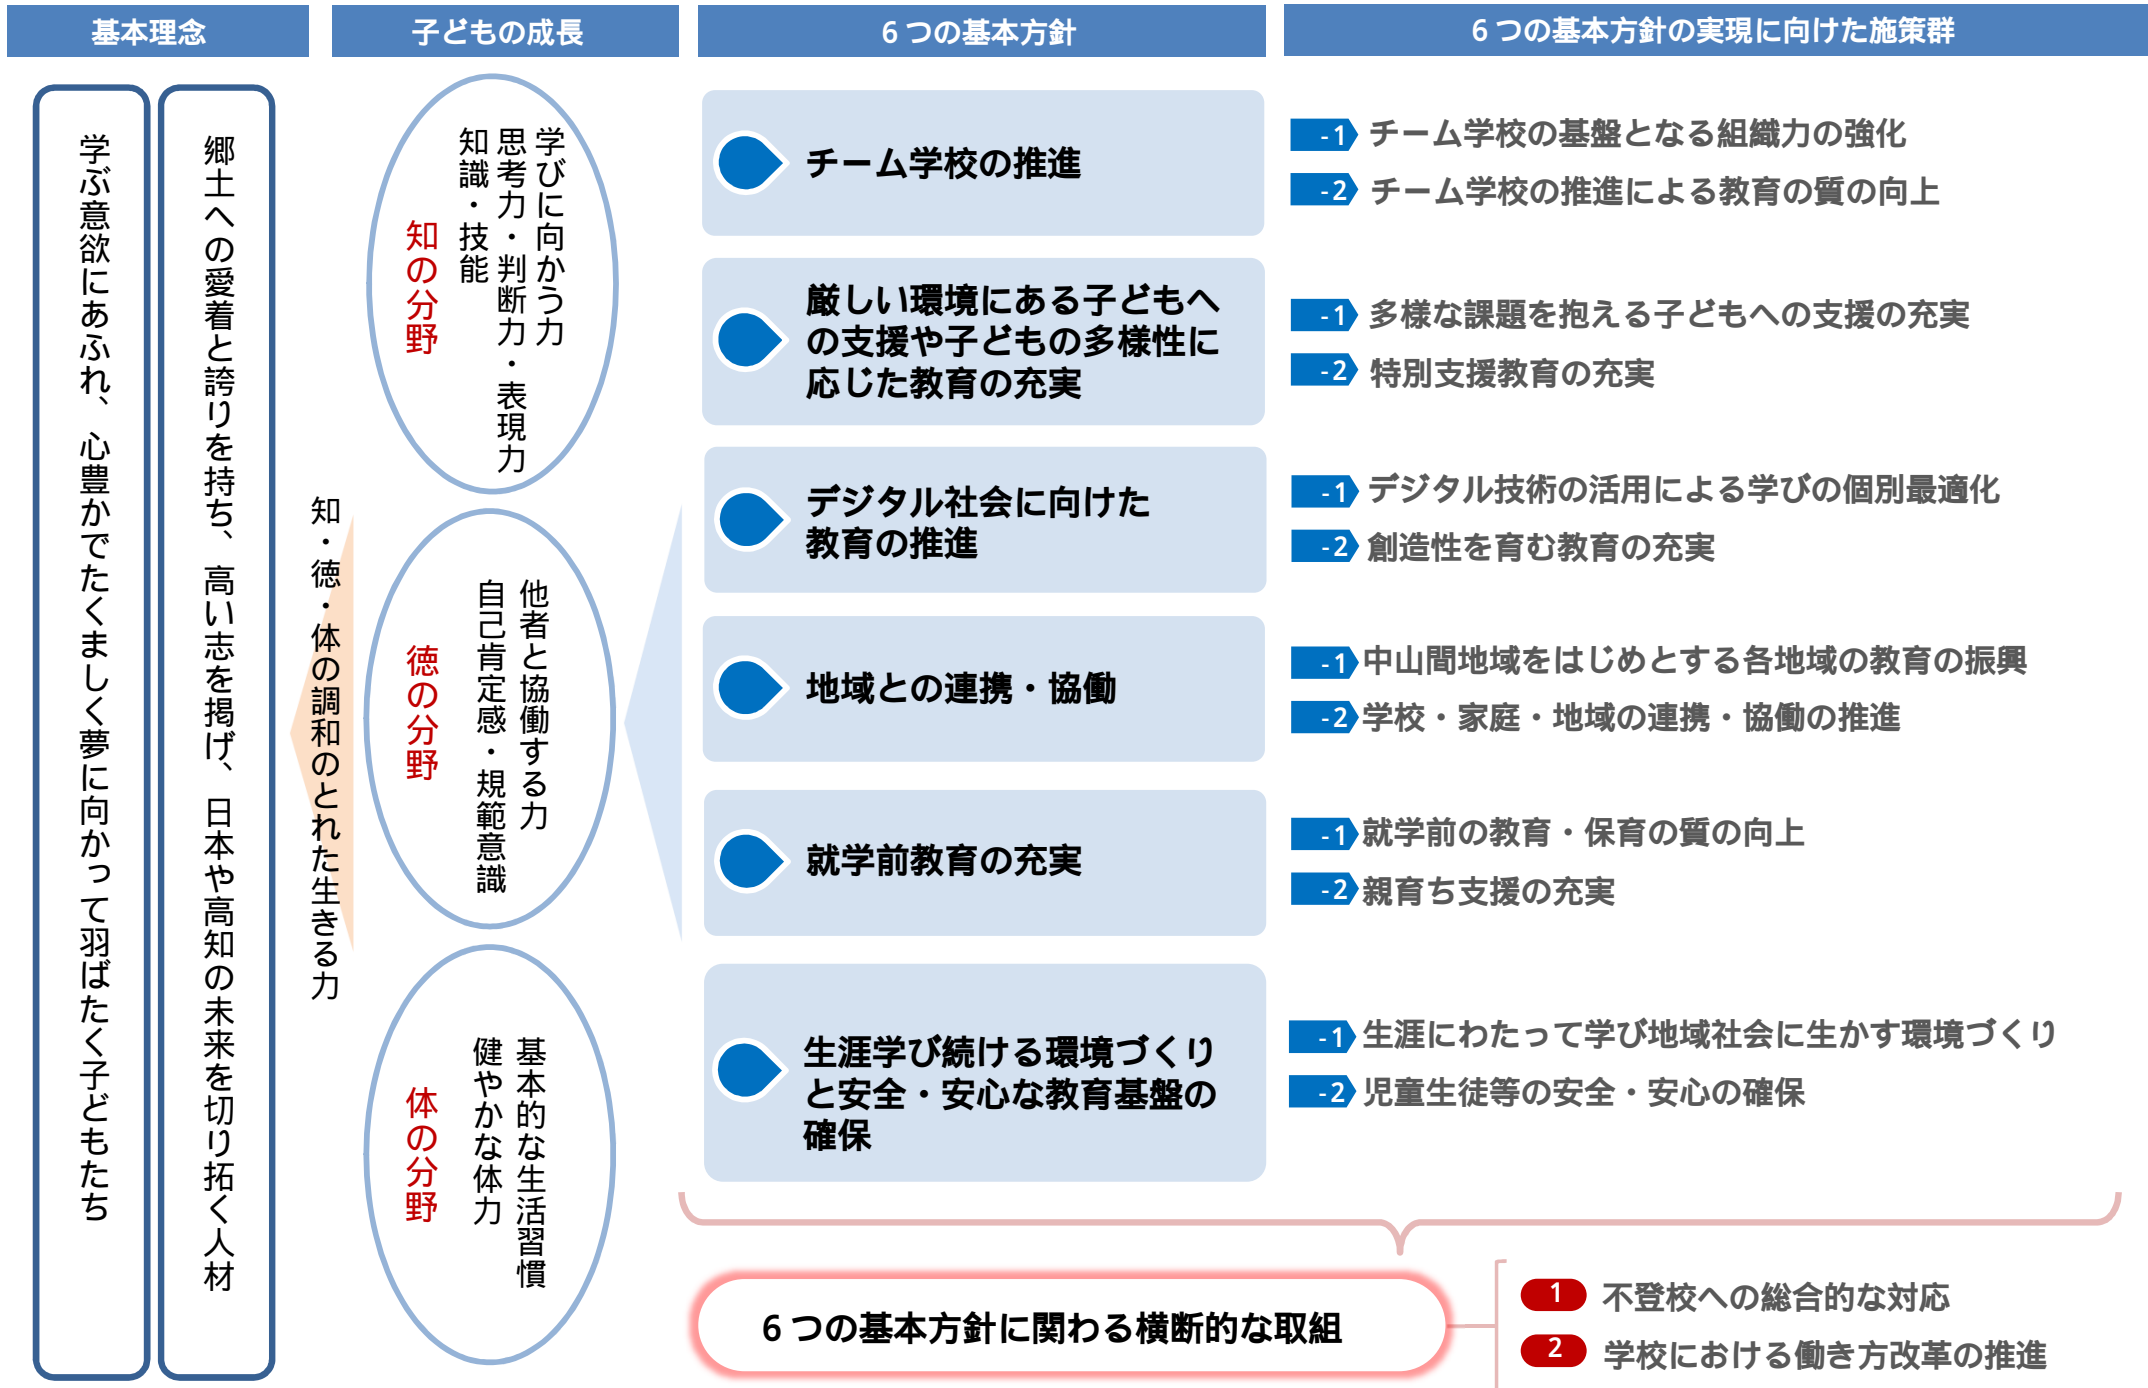 基本理念
子どもの成長
6つの基本方針
6つの基本方針の実現に向けた施策群
学ぶ意欲にあふれ、心豊かでたくましく夢に向かって羽ばたく子どもたち
郷土への愛着と誇りを持ち、高い志を掲げ、日本や高知の未来を切り拓く人材
知・徳・体の調和のとれた生きる力
知の分野
学びに向かう力
思考力・判断力・表現力
知識・技能
徳の分野
他者と協働する力
自己肯定感・規範意識
体の分野
基本的な生活習慣
健やかな体力
チーム学校の推進
-1 チーム学校の基盤となる組織力の強化
-2 チーム学校の推進による教育の質の向上
厳しい環境にある子どもへ
の支援や子どもの多様性に
応じた教育の充実
-1 多様な課題を抱える子どもへの支援の充実
-2 特別支援教育の充実
デジタル社会に向けた
教育の推進
-1 デジタル技術の活用による学びの個別最適化
-2 創造性を育む教育の充実
地域との連携・協働
-1 中山間地域をはじめとする各地域の教育の振興
-2 学校・家庭・地域の連携・協働の推進
就学前教育の充実
-1 就学前の教育・保育の質の向上
-2 親育ち支援の充実
生涯学び続ける環境づくり
と安全・安心な教育基盤の
確保
-1 生涯にわたって学び地域社会に生かす環境づくり
-2 児童生徒等の安全・安心の確保
6つの基本方針に関わる横断的な取組
1 不登校への総合的な対応
2 学校における働き方改革の推進